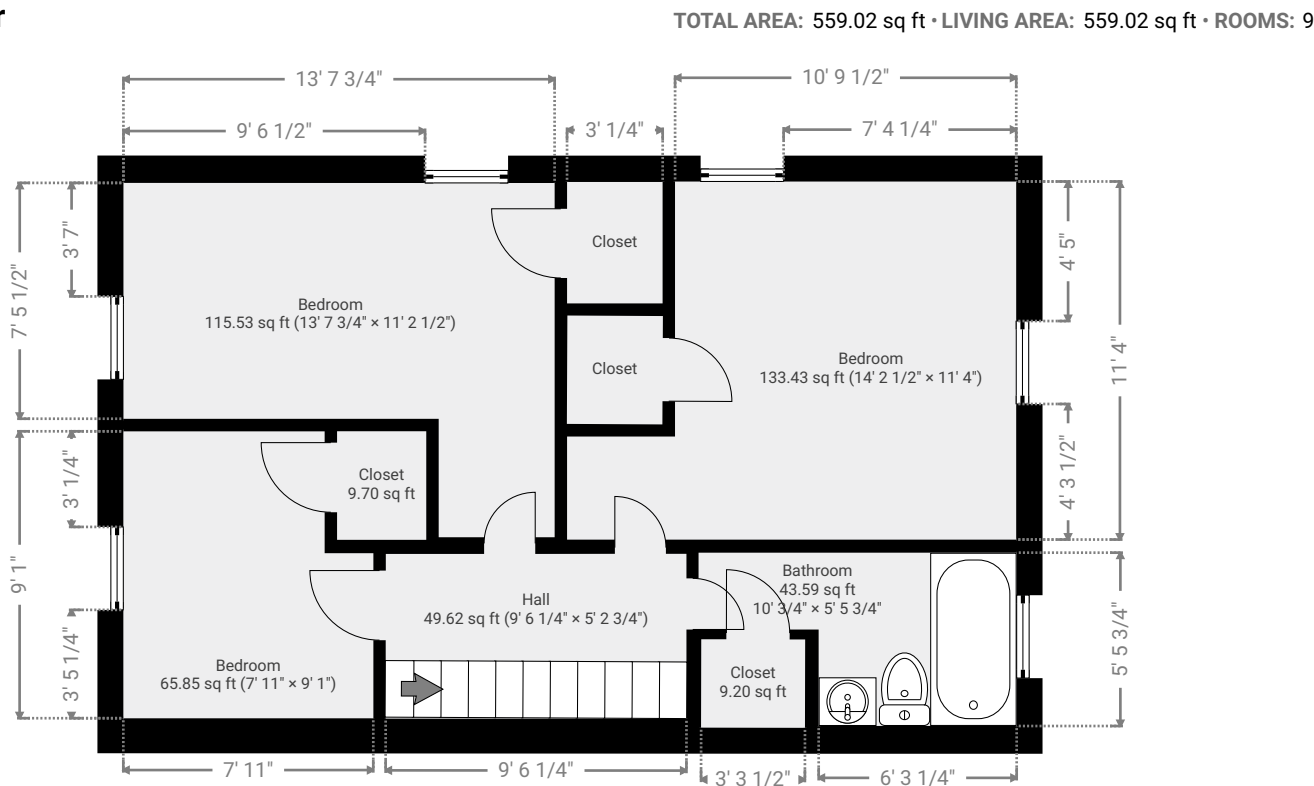 r
TOTAL AREA: 559.02 sq ft • LIVING AREA: 559.02 sq ft • ROOMS: 9
13' 7 3/4"
10' 9 1/2"
9' 6 1/2"
3' 1/4"
7' 4 1/4"
3' 7"
7' 5 1/2"
4' 5"
11' 4"
Closet
Bedroom
115.53 sq ft (13' 7 3/4" × 11' 2 1/2")
Closet
Bedroom
133.43 sq ft (14' 2 1/2" × 11' 4")
3' 1/4"
9' 1"
4' 3 1/2"
Closet
9.70 sq ft
Bathroom
43.59 sq ft
10' 3/4" × 5' 5 3/4"
Hall
49.62 sq ft (9' 6 1/4" × 5' 2 3/4")
5' 5 3/4"
3' 5 1/4"
Bedroom
65.85 sq ft (7' 11" × 9' 1")
Closet
9.20 sq ft
7' 11"
9' 6 1/4"
3' 3 1/2"
6' 3 1/4"